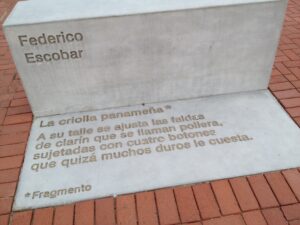 Federico
Escobar
La criolla panameña*
A su talle se ajusta las faldas
de clarín que se llaman pollera,
sujetadas con cuatro botones
que quizá muchos duros le cuesta.
*Fragmento